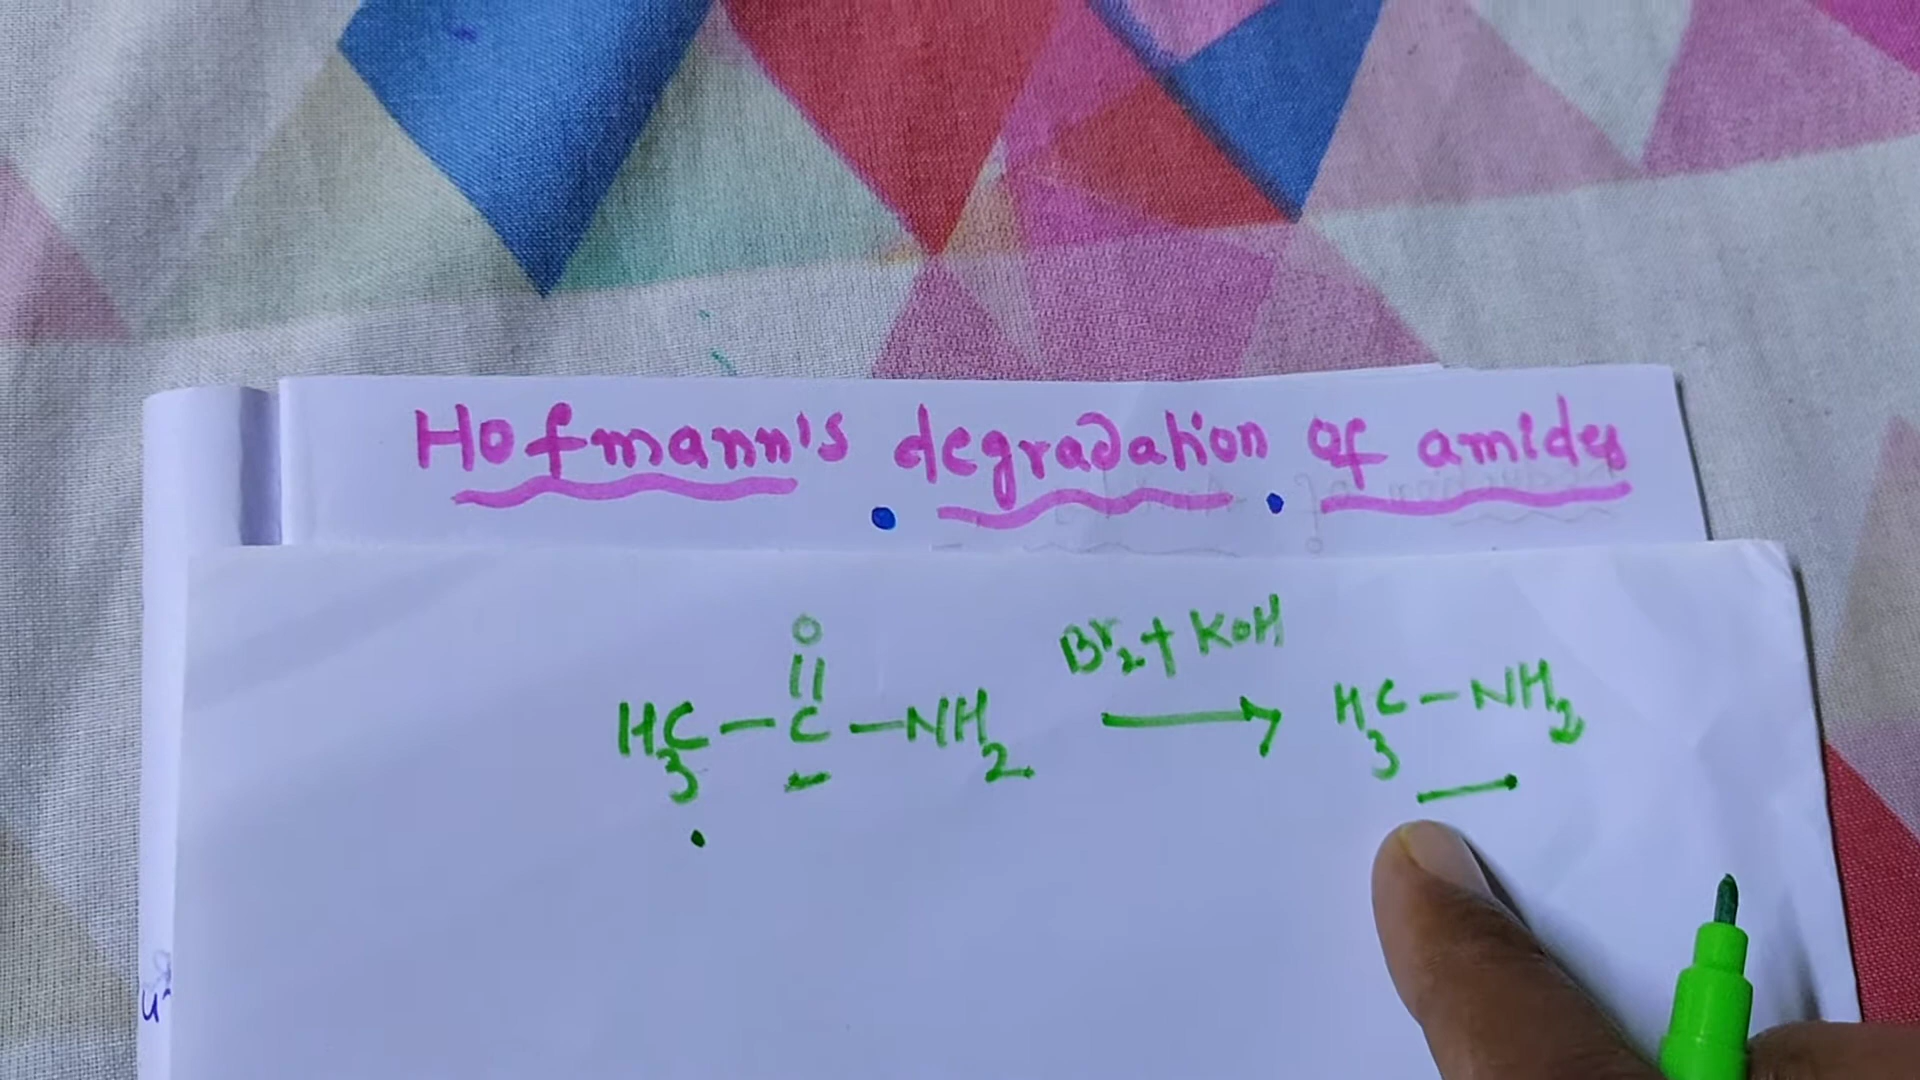 Hofmann's degradation of amides
O
||
H3C-C-NH2 Br2+KOH → H3C-NH2